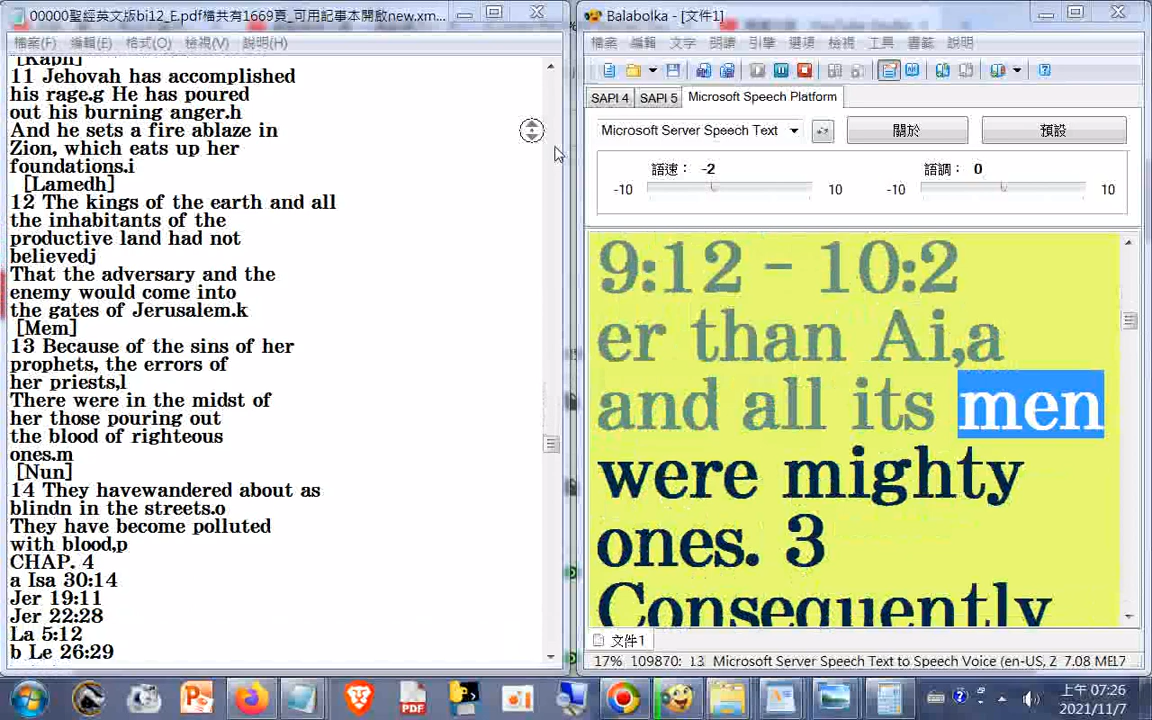 00000聖經英文版bi12_E.pdf檔共有1669頁_可用記事本開啟new.xm...
檔案(F) 編輯(E) 格式(O) 檢視(V) 說明(H)
[Kaph]
11 Jehovah has accomplished
his rage.g He has poured
out his burning anger.h
And he sets a fire ablaze in
Zion, which eats up her
foundations.i
[Lamedh]
12 The kings of the earth and all
the inhabitants of the
productive land had not
believedj
That the adversary and the
enemy would come into
the gates of Jerusalem.k
[Mem]
13 Because of the sins of her
prophets, the errors of
her priests,l
There were in the midst of
her those pouring out
the blood of righteous
ones.m
[Nun]
14 They havewandered about as
blindn in the streets.o
They have become polluted
with blood,p
CHAP. 4
a Isa 30:14
Jer 19:11
Jer 22:28
La 5:12
b Le 26:29
Balabolka - [文件1]
檔案 編輯 文字 朗讀 引擎 選項 檢視 工具 書籤 說明
SAPI 4 SAPI 5 Microsoft Speech Platform
Microsoft Server Speech Text 關於 預設
語速： -2 語調： 0
-10 10 -10 10
9:12 – 10:2
er than Ai,a
and all its men
were mighty
ones. 3
Consequently
文件1
17% 109870: 13 Microsoft Server Speech Text to Speech Voice (en-US, 7.08
上午 07:26
2021/11/7